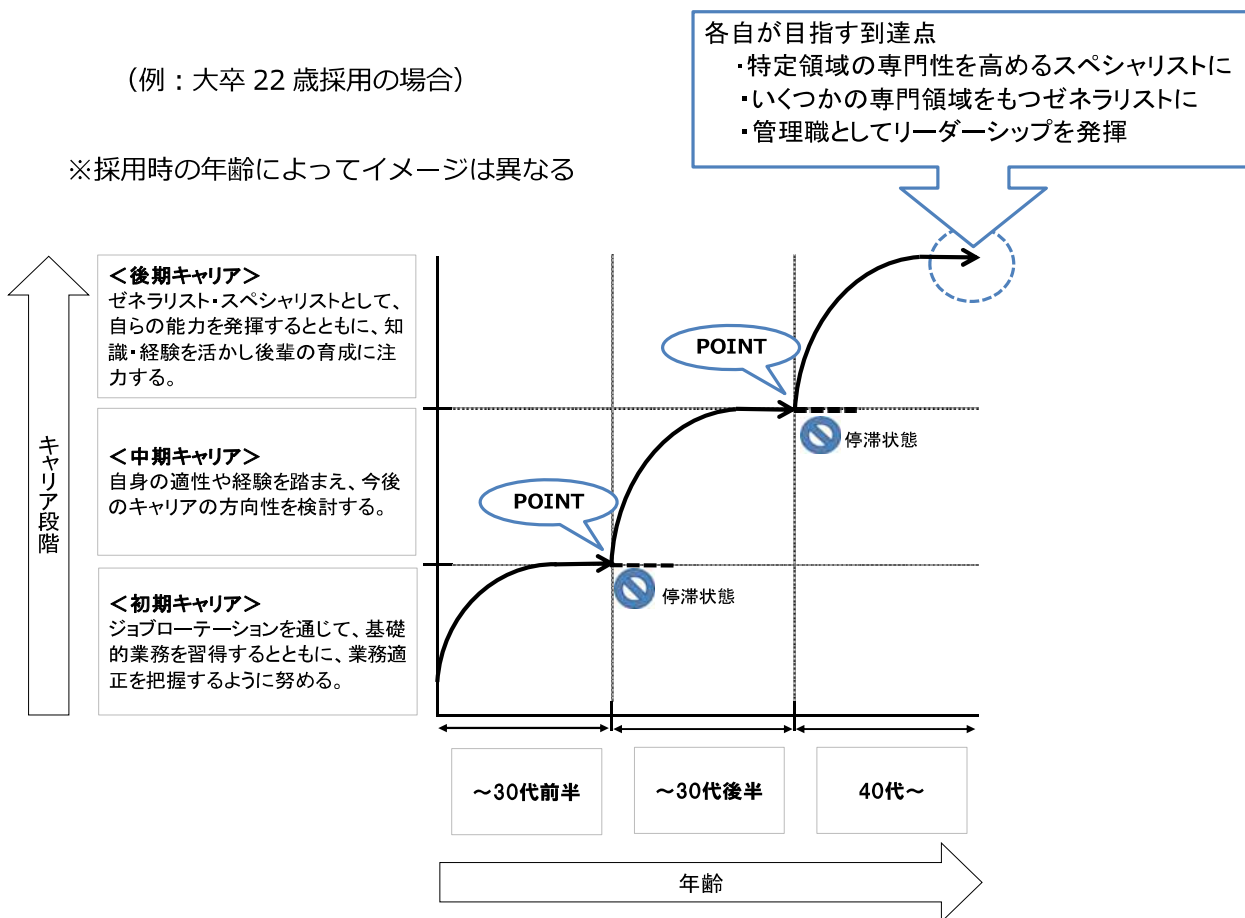 (例：大卒 22 歳採用の場合)
※採用時の年齢によってイメージは異なる
各自が目指す到達点
・特定領域の専門性を高めるスペシャリストに
・いくつかの専門領域をもつゼネラリストに
・管理職としてリーダーシップを発揮
キャリア段階
＜後期キャリア＞
ゼネラリスト・スペシャリストとして、
自らの能力を発揮するとともに、知
識・経験を活かし後輩の育成に注
力する。
＜中期キャリア＞
自身の適性や経験を踏まえ、今後
のキャリアの方向性を検討する。
＜初期キャリア＞
ジョブローテーションを通じて、基礎
的業務を習得するとともに、業務適
正を把握するように努める。
POINT
停滞状態
POINT
停滞状態
～30代前半
～30代後半
40代～
年齢